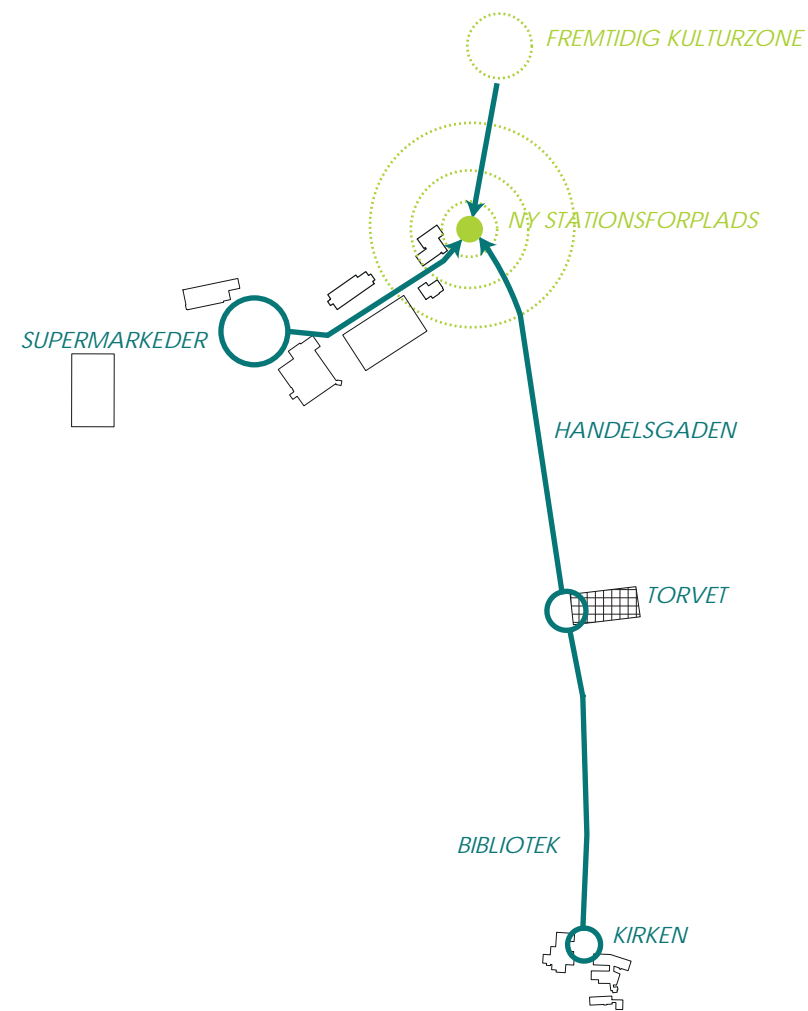 FREMTIDIG KULTURZONE
NY STATIONSFORPLADS
SUPERMARKEDER
HANDELSGADEN
TORVET
BIBLIOTEK
KIRKEN